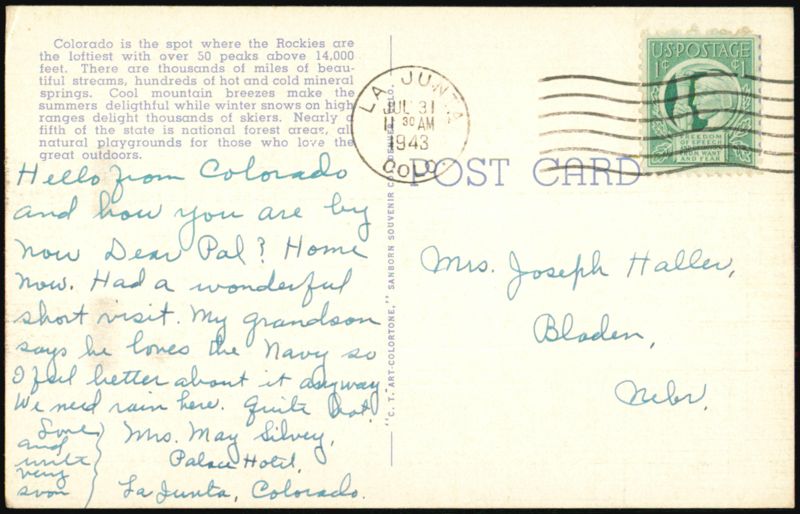 Colorado is the spot where the Rockies are
the loftiest with over 50 peaks above 14,000
feet. There are thousands of miles of beau-
tiful streams, hundreds of hot and cold mineral
springs. Cool mountain breezes make the
summers deligthful while winter snows on high
ranges delight thousands of skiers. Nearly a
fifth of the state is national forest areas, all
natural playgrounds for those who love the
great outdoors.
Hello from Colorado
and how you are by
now Dear Pal? Home
now. Had a wonderful
short visit. My grandson
says he loves the Navy so
I feel better about it anyway
We need rain here. Quite hot.
Love
and
write
very
soon
Mrs. May Silvey,
Palace Hotel,
La Junta, Colorado.
"C. T. ART-COLORTONE," SANBORN SOUVENIR CO., DENVER, COLO.
LA JUNTA
JUL 31
11 30 AM
1943
COLO.
POST CARD
U.S. POSTAGE
1¢ 1¢
FREEDOM
OF SPEECH
FROM WANT
AND FEAR
Mrs. Joseph Haller,
Bladen,
Nebr.